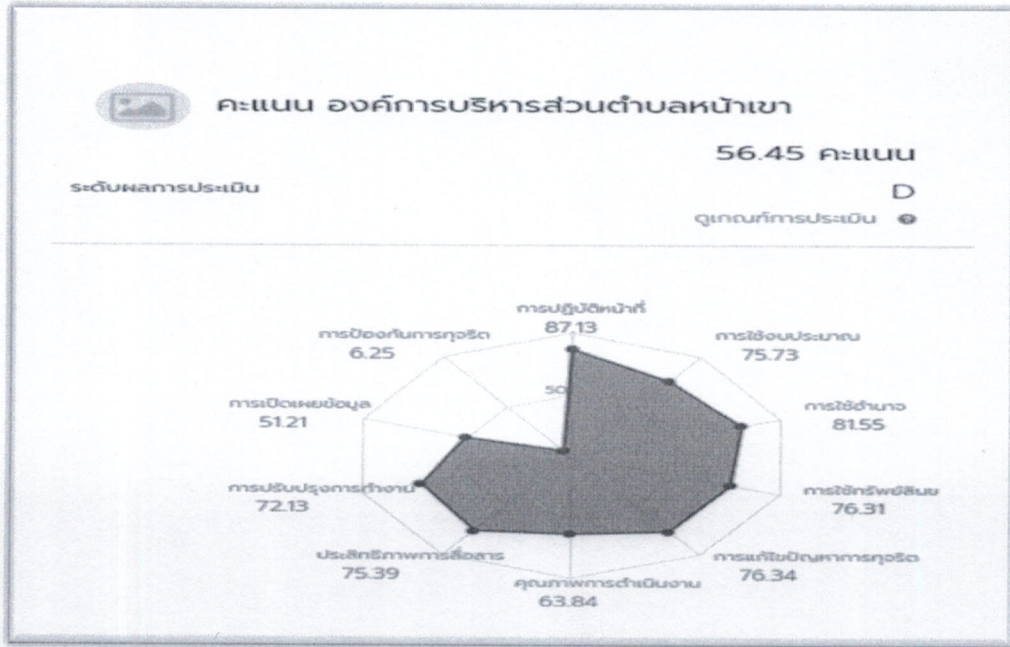 คะแนน องค์การบริหารส่วนตำบลหน้าเขา
56.45 คะแนน
ระดับผลการประเมิน
D
ดูเกณฑ์การประเมิน
การปฏิบัติหน้าที่
87.13
การใช้งบประมาณ
75.73
การใช้อำนาจ
81.55
การใช้ทรัพย์สินฃ
76.31
การแก้ไขปัญหาการทุจริต
76.34
คุณภาพการดำเนินงาน
63.84
ประสิทธิภาพการสื่อสาร
75.39
การปรับปรุงการทำงาน
72.13
การเปิดเผยข้อมูล
51.21
การป้องกันการทุจริต
6.25
50